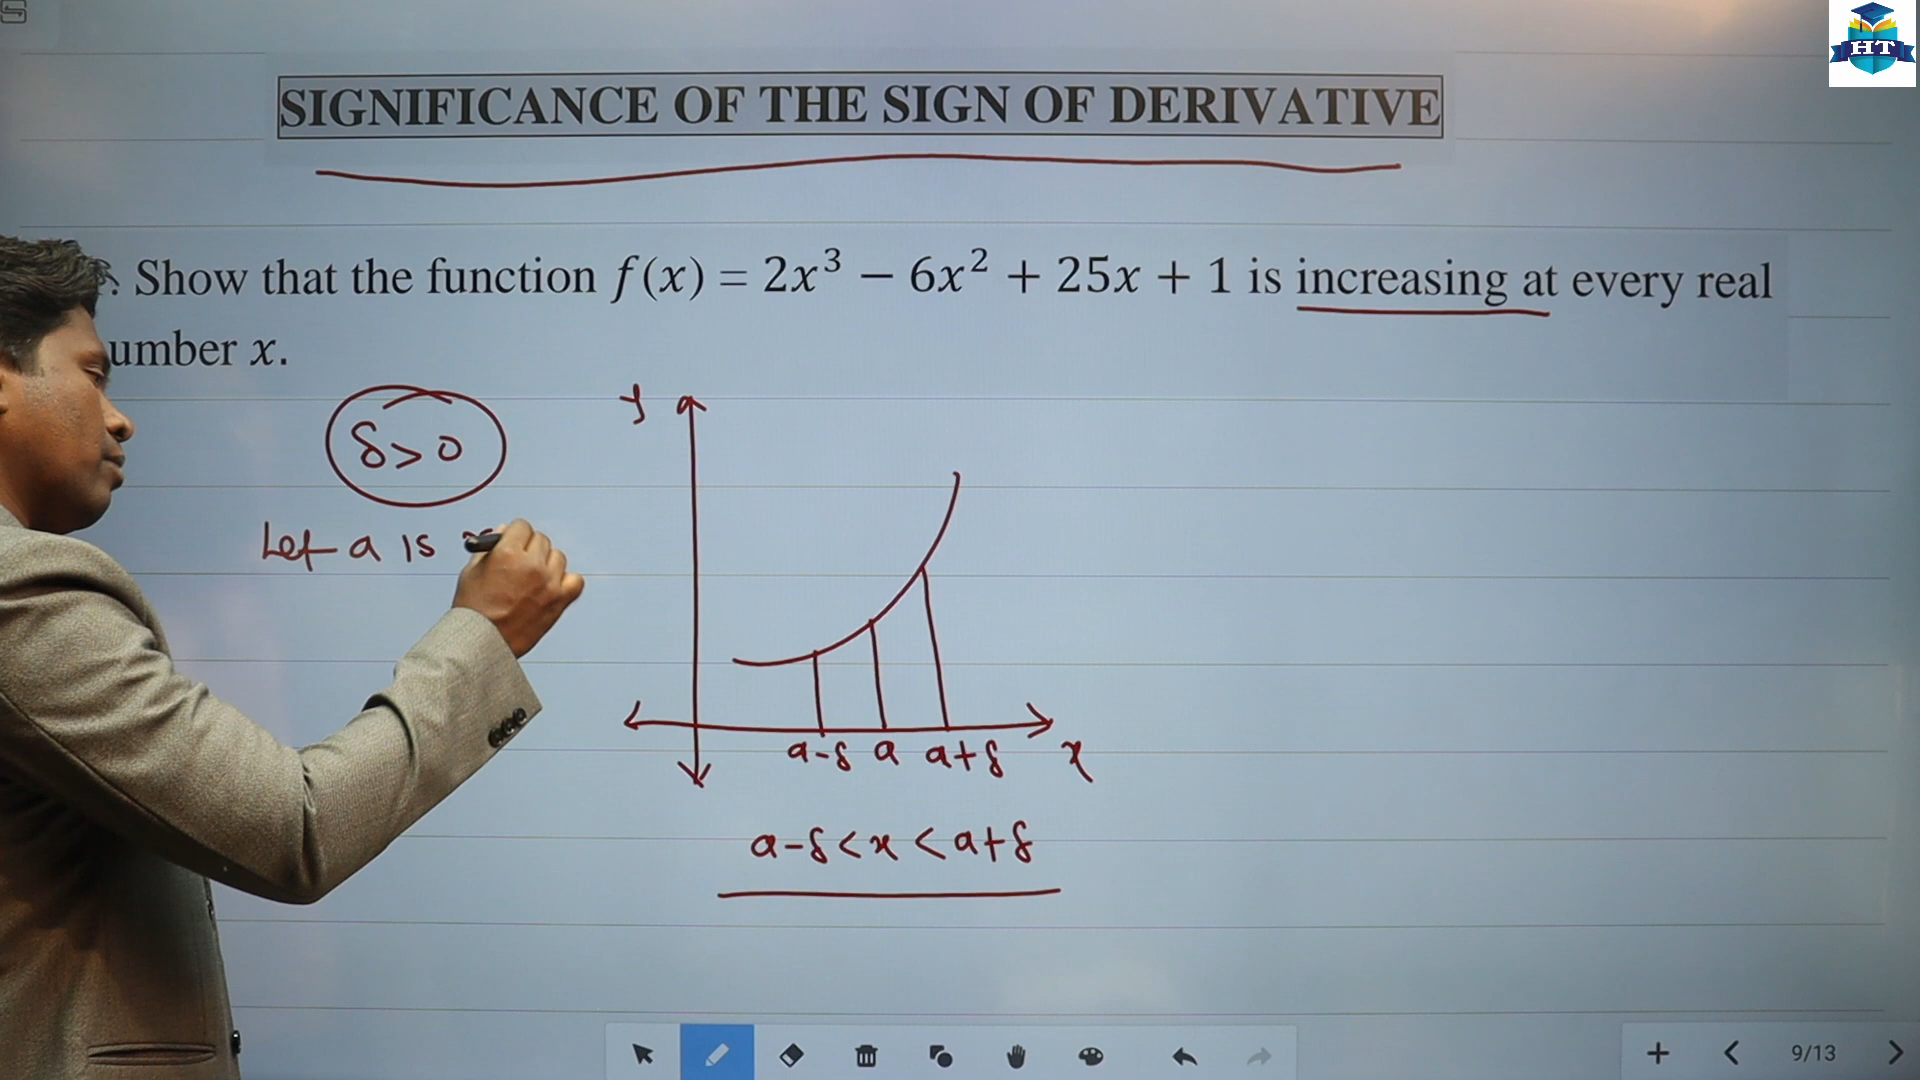 HT
SIGNIFICANCE OF THE SIGN OF DERIVATIVE
Show that the function f(x) = 2x³ − 6x² + 25x + 1 is increasing at every real
umber x.
δ>0
Let a is
y
a-δ a a+δ x
a-δ<x<a+δ
9/13